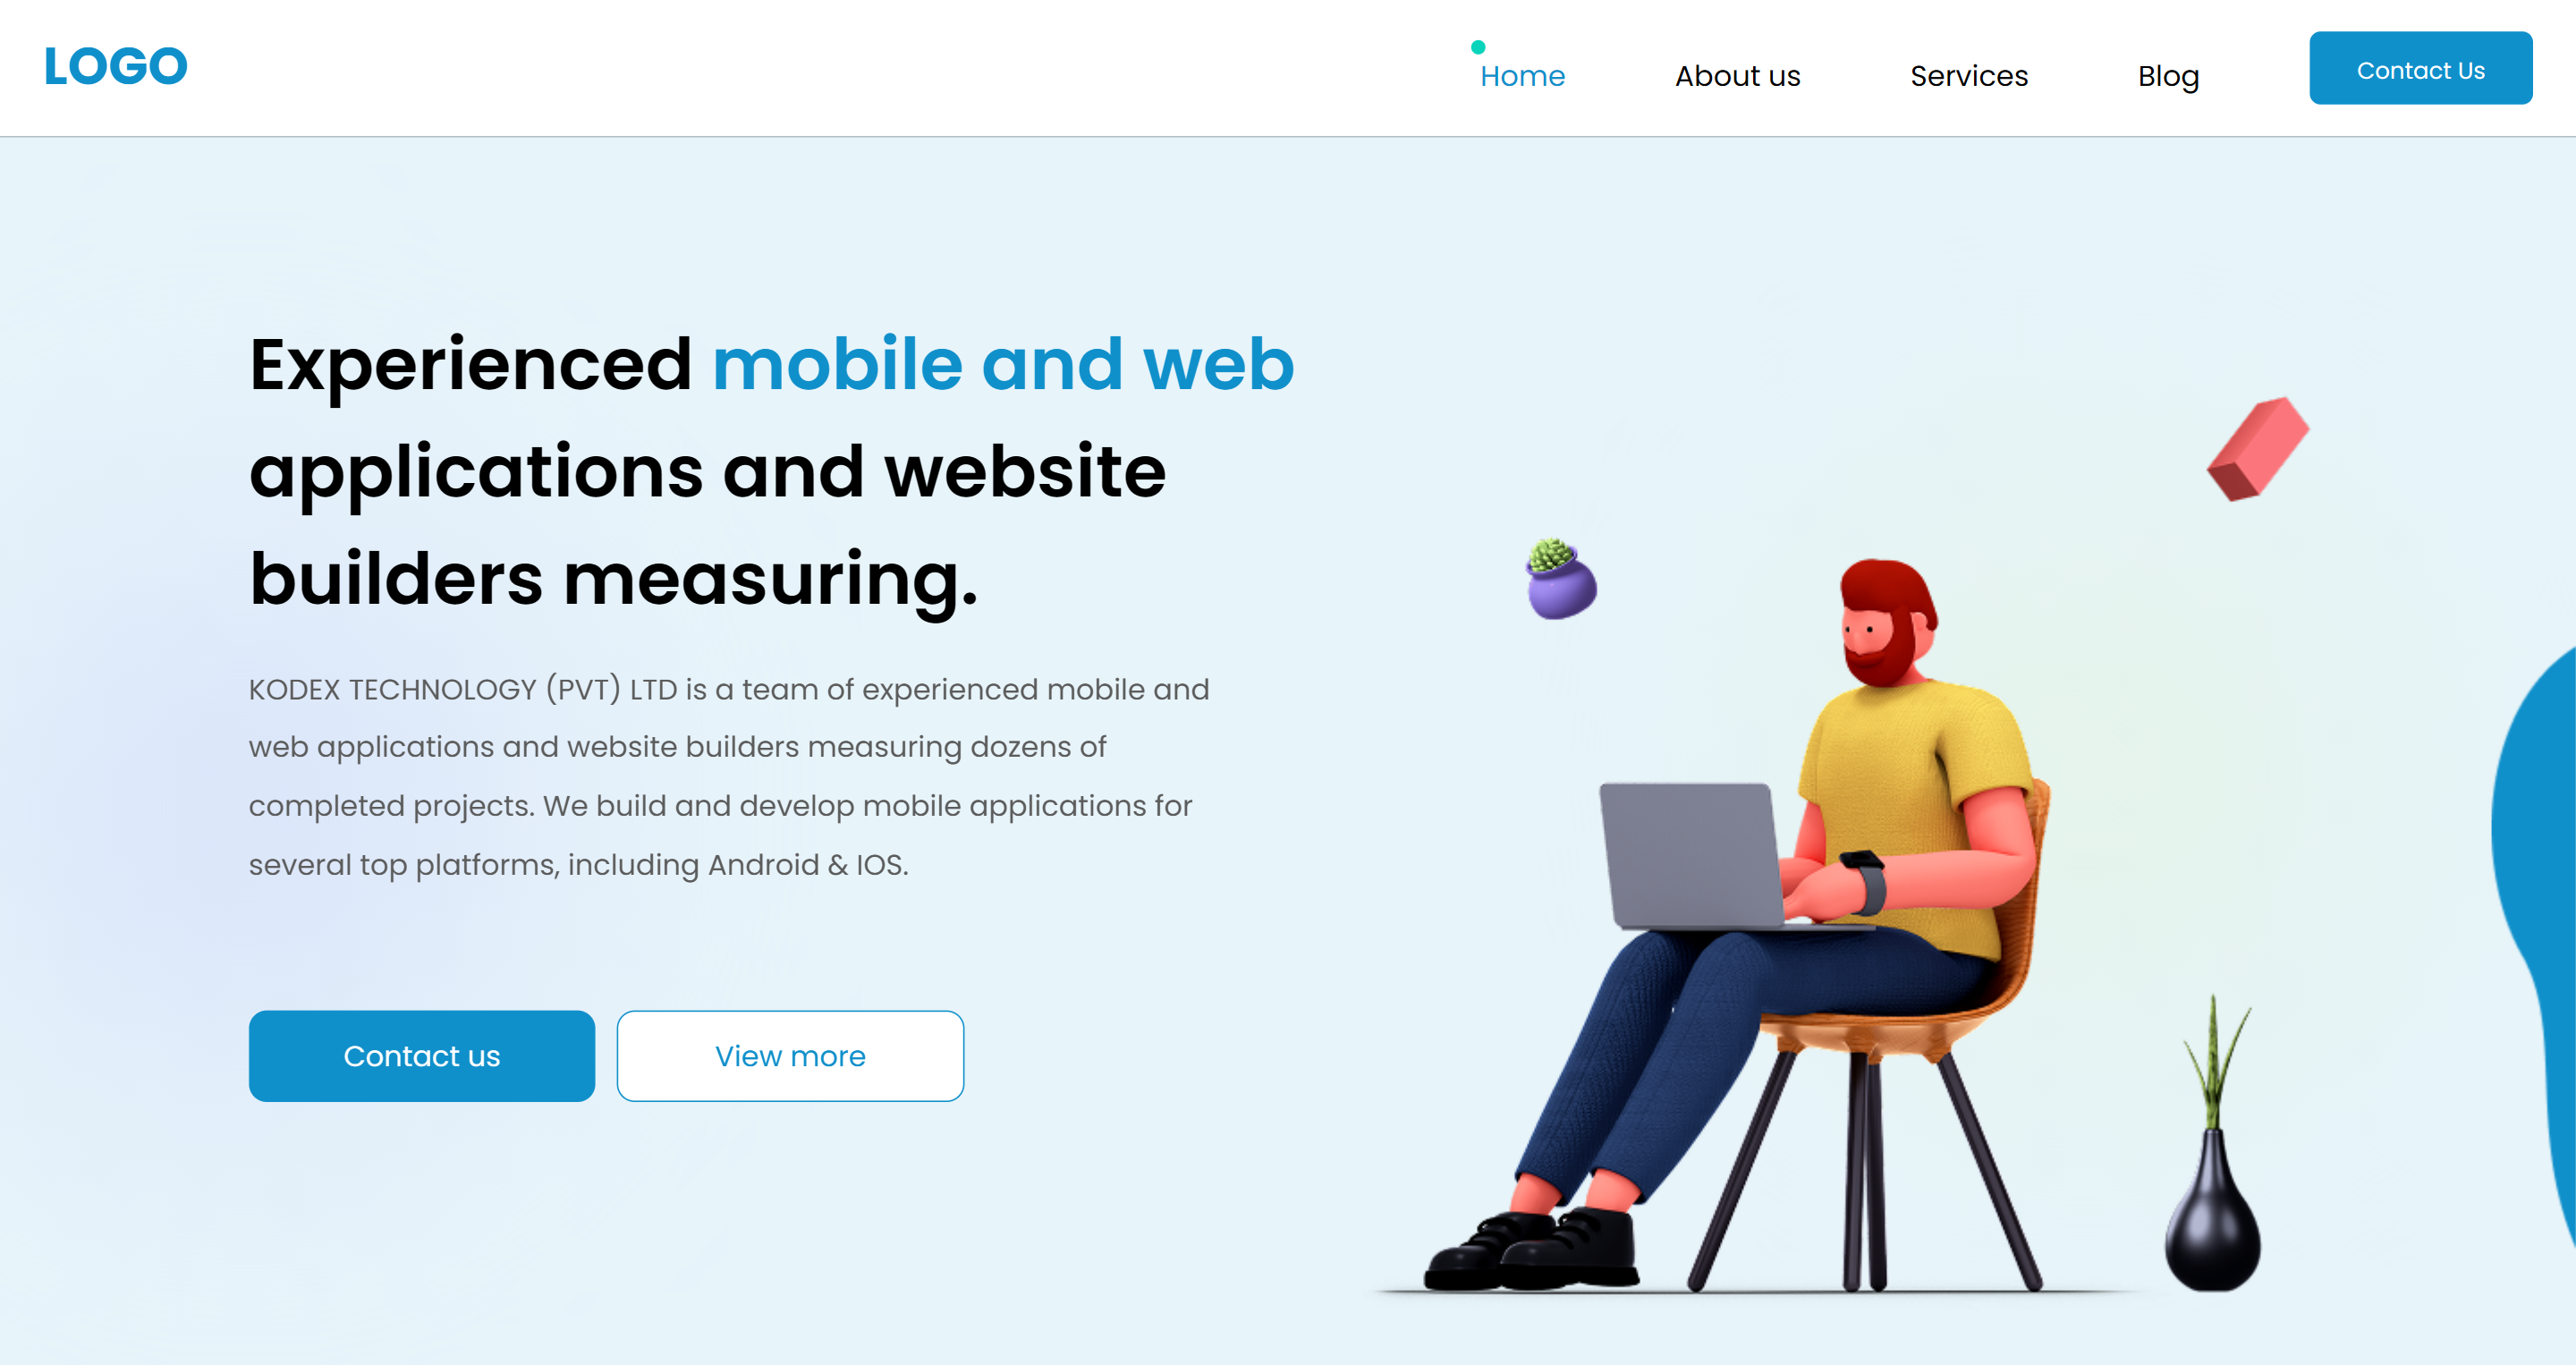 LOGO
Home
About us
Services
Blog
Contact Us
Experienced mobile and web
applications and website
builders measuring.
KODEX TECHNOLOGY (PVT) LTD is a team of experienced mobile and
web applications and website builders measuring dozens of
completed projects. We build and develop mobile applications for
several top platforms, including Android & IOS.
Contact us
View more